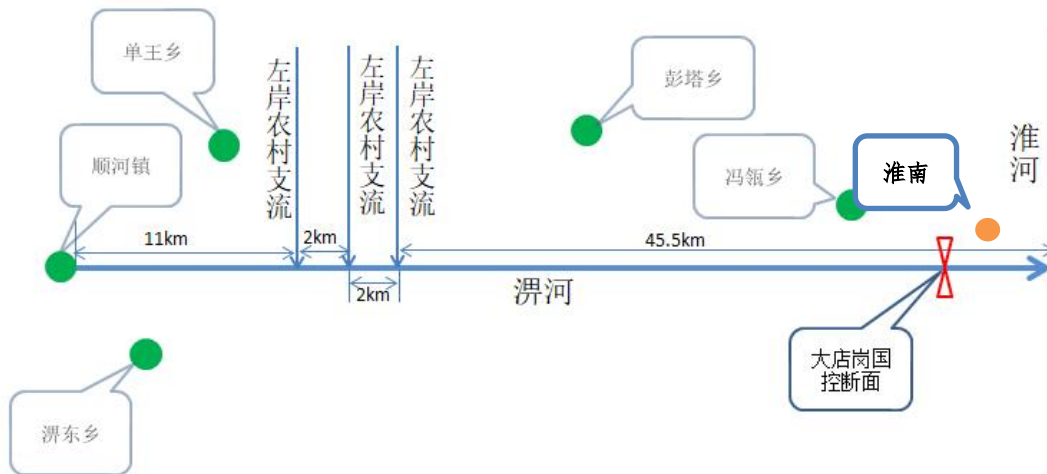 单王乡
顺河镇
左岸农村支流
左岸农村支流
左岸农村支流
彭塔乡
冯瓴乡
淮南
淮河
11km
2km
2km
45.5km
淠河
大店岗国
控断面
淠东乡